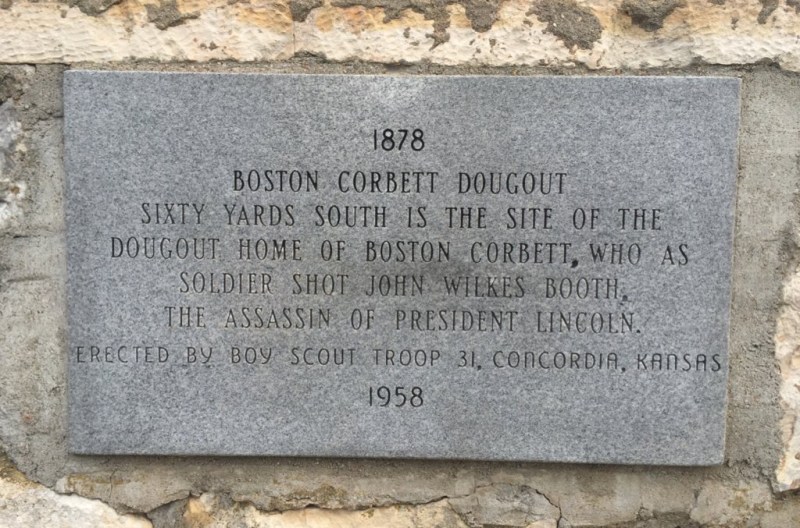 1878
BOSTON CORBETT DOUGOUT
SIXTY YARDS SOUTH IS THE SITE OF THE
DOUGOUT HOME OF BOSTON CORBETT, WHO AS
SOLDIER SHOT JOHN WILKES BOOTH,
THE ASSASSIN OF PRESIDENT LINCOLN.
ERECTED BY BOY SCOUT TROOP 31, CONCORDIA, KANSAS
1958